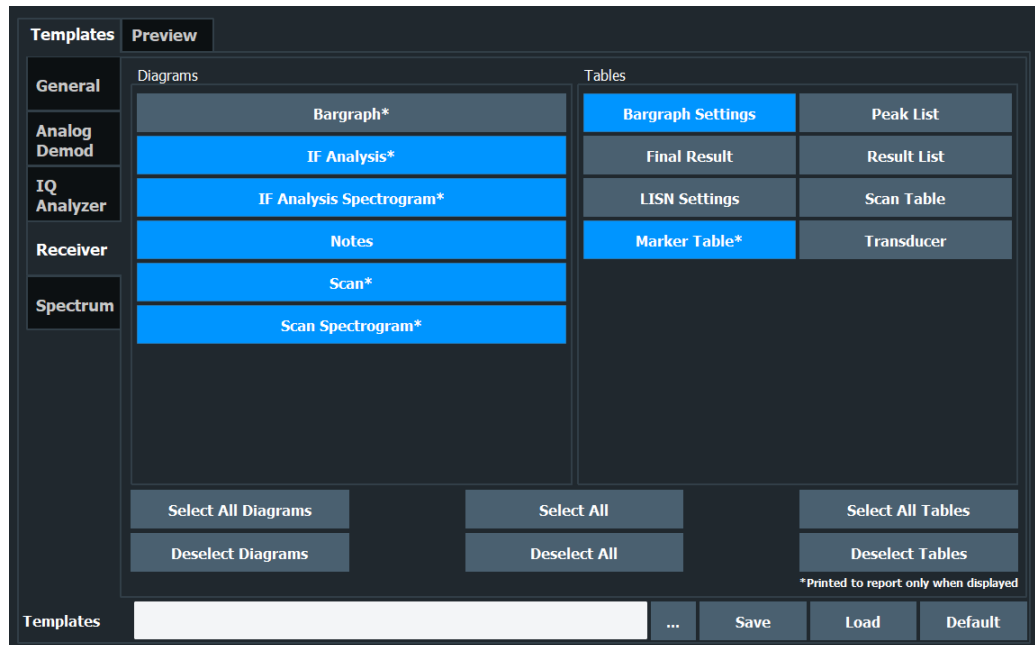 Templates Preview
General
Analog
Demod
IQ
Analyzer
Receiver
Spectrum
Diagrams
Bargraph*
IF Analysis*
IF Analysis Spectrogram*
Notes
Scan*
Scan Spectrogram*
Tables
Bargraph Settings Peak List
Final Result Result List
LISN Settings Scan Table
Marker Table* Transducer
Select All Diagrams Select All Select All Tables
Deselect Diagrams Deselect All Deselect Tables
*Printed to report only when displayed
Templates ... Save Load Default